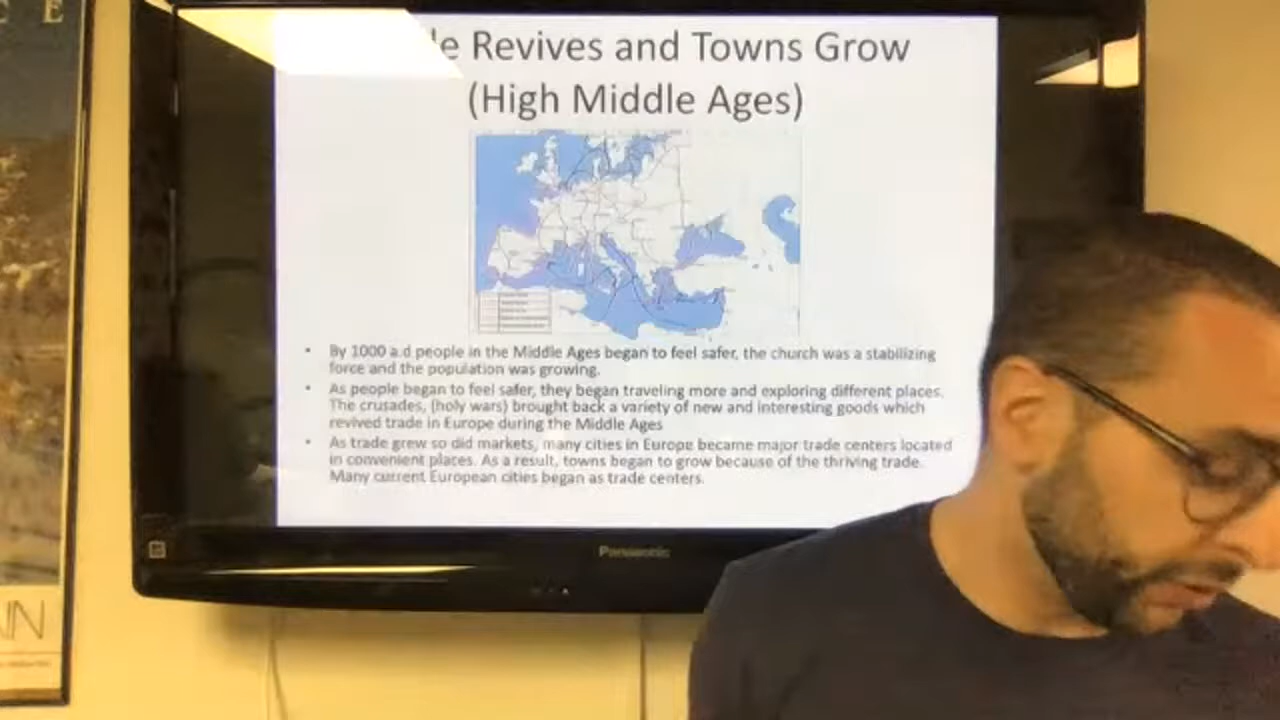 C E
e Revives and Towns Grow
(High Middle Ages)
• By 1000 a.d people in the Middle Ages began to feel safer, the church was a stabilizing
force and the population was growing.
• As people began to feel safer, they began traveling more and exploring different places.
The crusades, (holy wars) brought back a variety of new and interesting goods which
revived trade in Europe during the Middle Ages
• As trade grew so did markets, many cities in Europe became major trade centers located
in convenient places. As a result, towns began to grow because of the thriving trade.
Many current European cities began as trade centers.
Panasonic